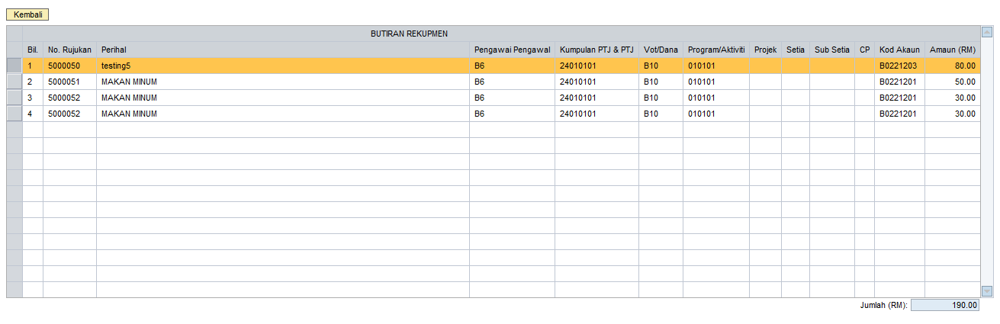 Kembali
BUTIRAN REKUPMEN
Bil. No. Rujukan Perihal Pengawai Pengawal Kumpulan PTJ & PTJ Vot/Dana Program/Aktiviti Projek Setia Sub Setia CP Kod Akaun Amaun (RM)
1 5000050 testing5 B6 24010101 B10 010101 B0221203 80.00
2 5000051 MAKAN MINUM B6 24010101 B10 010101 B0221201 50.00
3 5000052 MAKAN MINUM B6 24010101 B10 010101 B0221201 30.00
4 5000052 MAKAN MINUM B6 24010101 B10 010101 B0221201 30.00
Jumlah (RM): 190.00